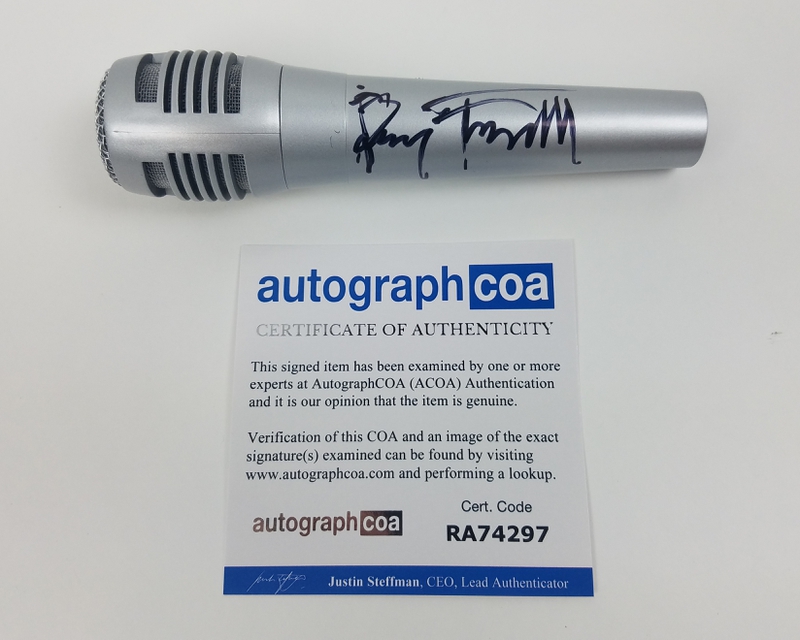 autographcoa
CERTIFICATE OF AUTHENTICITY
This signed item has been examined by one or more
experts at AutographCOA (ACOA) Authentication
and it is our opinion that the item is genuine.
Verification of this COA and an image of the exact
signature(s) examined can be found by visiting
www.autographcoa.com and performing a lookup.
autographcoa
Cert. Code
RA74297
Justin Steffman, CEO, Lead Authenticator